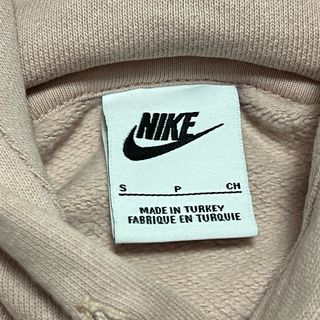 NIKE
S P CH
MADE IN TURKEY
FABRIQUE EN TURQUIE